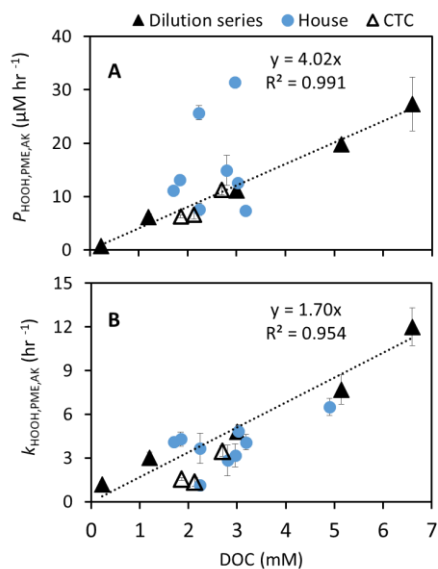 Dilution series House CTC
A
y = 4.02x
R² = 0.991
P_HOOH,PME,AK (µM hr ⁻¹)
40
30
20
10
0
B
y = 1.70x
R² = 0.954
k_HOOH,PME,AK (hr ⁻¹)
15
12
9
6
3
0
0 1 2 3 4 5 6 7
DOC (mM)